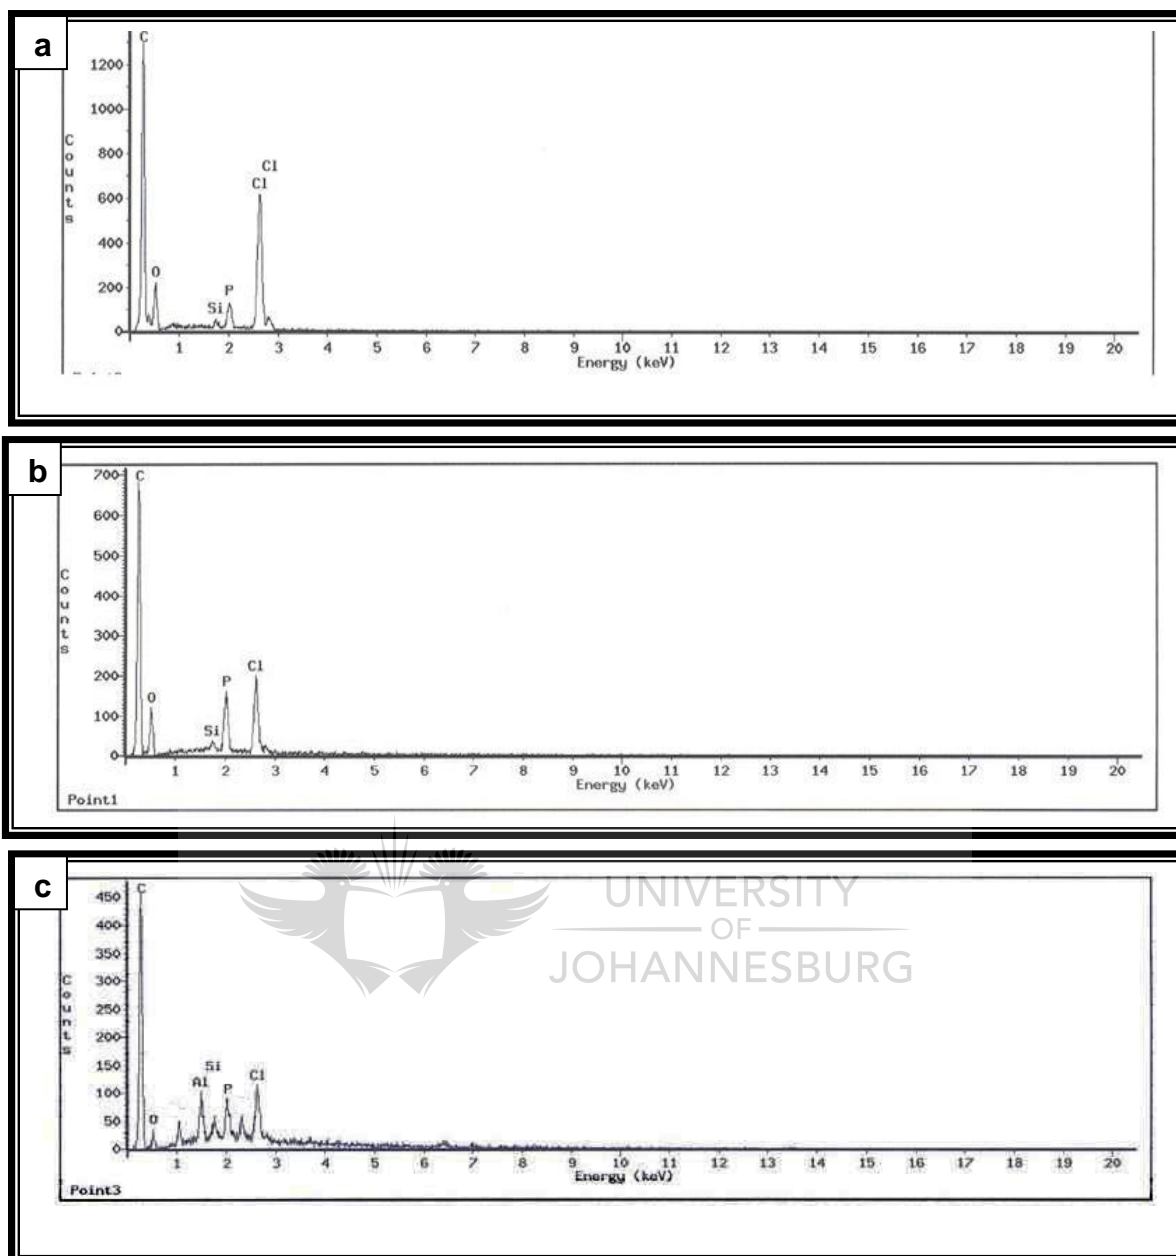 a
C
1200
1000
800
600
400
200
0
Counts
O
Si
P
Cl
Cl
1 2 3 4 5 6 7 8 9 10 11 12 13 14 15 16 17 18 19 20
Energy (keV)
b
C
700
600
500
400
300
200
100
0
Counts
O
Si
P
Cl
1 2 3 4 5 6 7 8 9 10 11 12 13 14 15 16 17 18 19 20
Energy (keV)
Point1
c
C
450
400
350
300
250
200
150
100
50
0
Counts
O
Al
Si
P
Cl
1 2 3 4 5 6 7 8 9 10 11 12 13 14 15 16 17 18 19 20
Energy (keV)
Point3
UNIVERSITY
OF
JOHANNESBURG